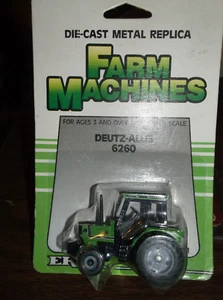 DIE-CAST METAL REPLICA
FARM
MACHINES
FOR AGES 3 AND OVER SCALE
DEUTZ-ALLIS
6260